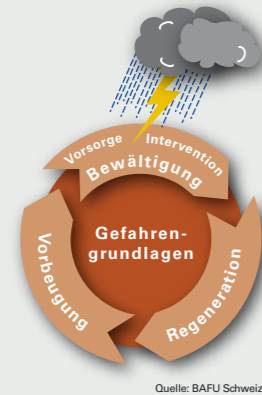 Vorsorge Intervention
Bewältigung
Gefahren-
grundlagen
Vorbeugung
Regeneration
Quelle: BAFU Schweiz